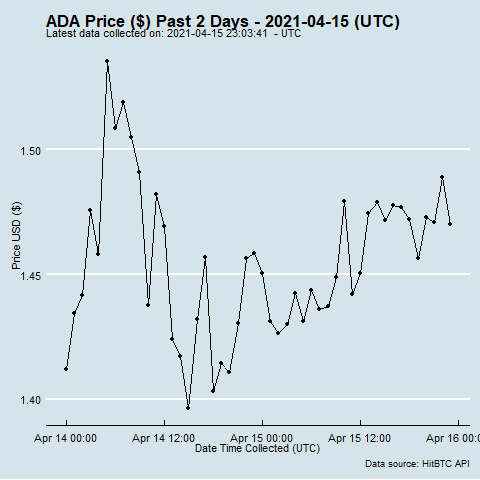 ADA Price ($) Past 2 Days - 2021-04-15 (UTC)
Latest data collected on: 2021-04-15 23:03:41 - UTC
1.50
1.45
1.40
Price USD ($)
Apr 14 00:00
Apr 14 12:00
Apr 15 00:00
Apr 15 12:00
Apr 16 00:0
Date Time Collected (UTC)
Data source: HitBTC API